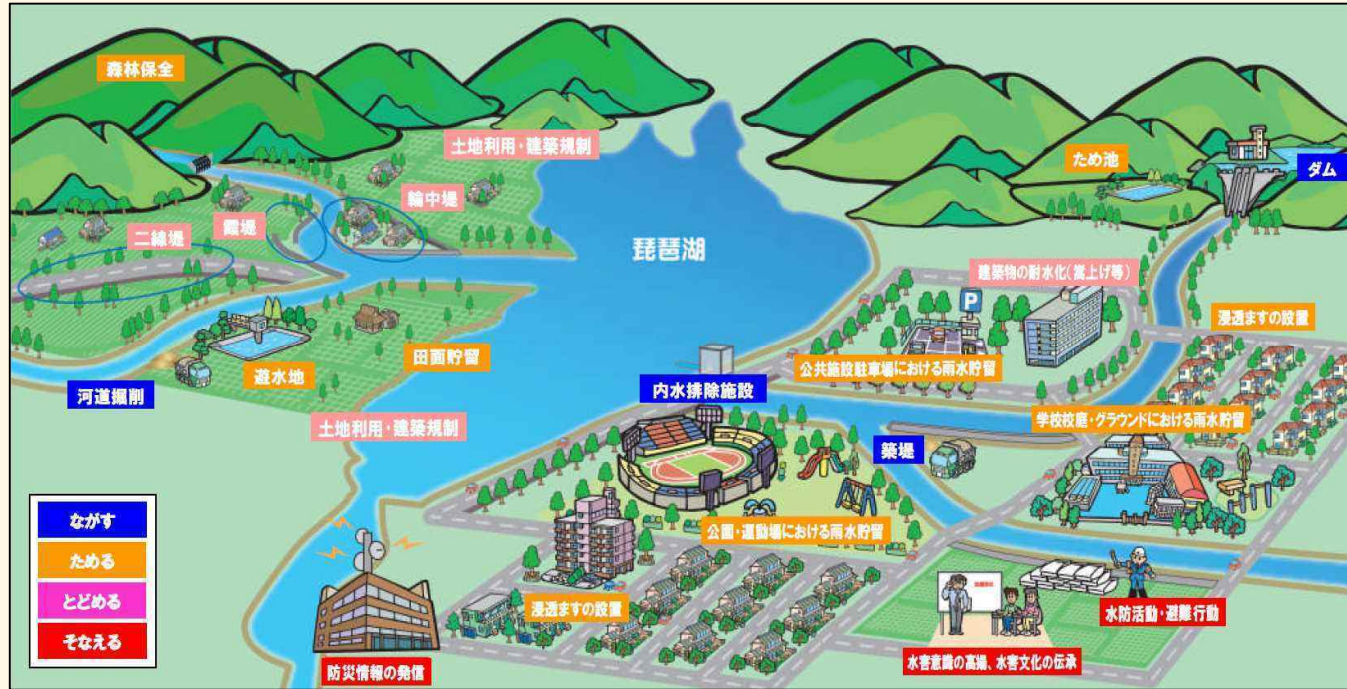 森林保全
土地利用・建築規制
ため池
ダム
輪中堤
霞堤
二線堤
琵琶湖
建築物の耐水化(嵩上げ等)
P
浸透ますの設置
田面貯留
遊水地
公共施設駐車場における雨水貯留
河道掘削
内水排除施設
土地利用・建築規制
学校校庭・グラウンドにおける雨水貯留
築堤
ながす
ためる
とどめる
そなえる
公園・運動場における雨水貯留
浸透ますの設置
水防活動・避難行動
防災情報の発信
水害意識の高揚、水害文化の伝承